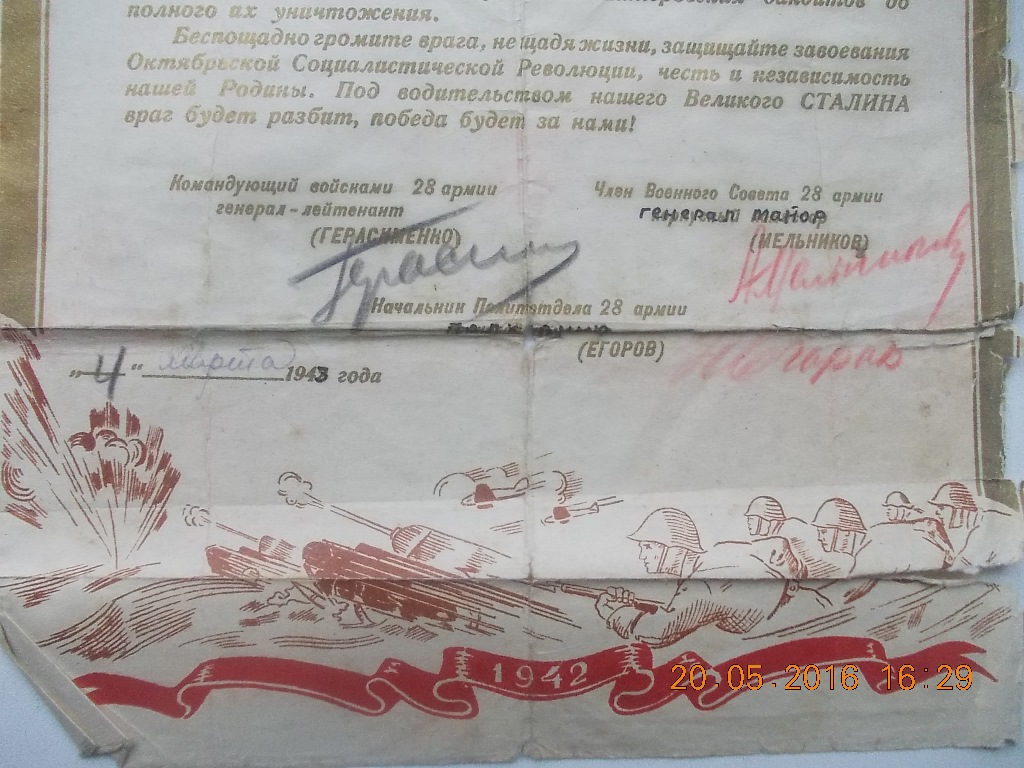 бандитов до
полного их уничтожения.
Беспощадно громите врага, не щадя жизни, защищайте завоевания
Октябрьской Социалистической Революции, честь и независимость
нашей Родины. Под водительством нашего Великого СТАЛИНА
враг будет разбит, победа будет за нами!
Командующий войсками 28 армии
генерал-лейтенант
(ГЕРАСИМЕНКО)
Член Военного Совета 28 армии
генерал майор
(МЕЛЬНИКОВ)
Начальник Политотдела 28 армии
(ЕГОРОВ)
„4" марта 1943 года
1942
20.05.2016 16:29